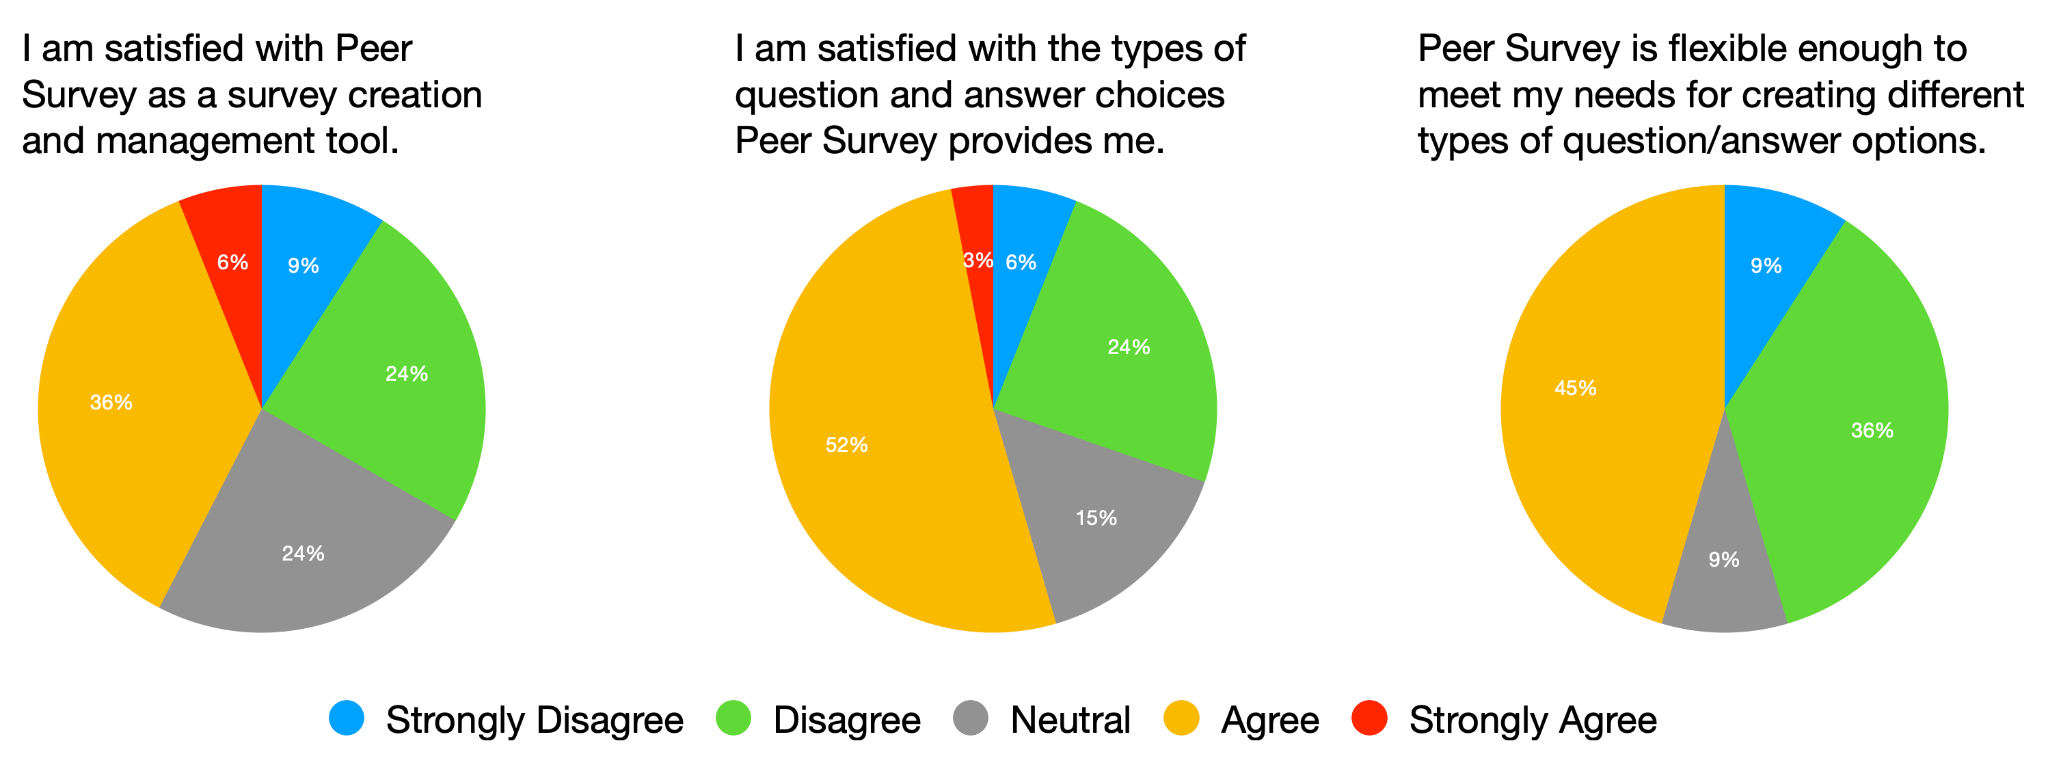 I am satisfied with Peer
Survey as a survey creation
and management tool.
6%
9%
24%
24%
36%
I am satisfied with the types of
question and answer choices
Peer Survey provides me.
3%
6%
24%
15%
52%
Peer Survey is flexible enough to
meet my needs for creating different
types of question/answer options.
9%
36%
9%
45%
Strongly Disagree
Disagree
Neutral
Agree
Strongly Agree